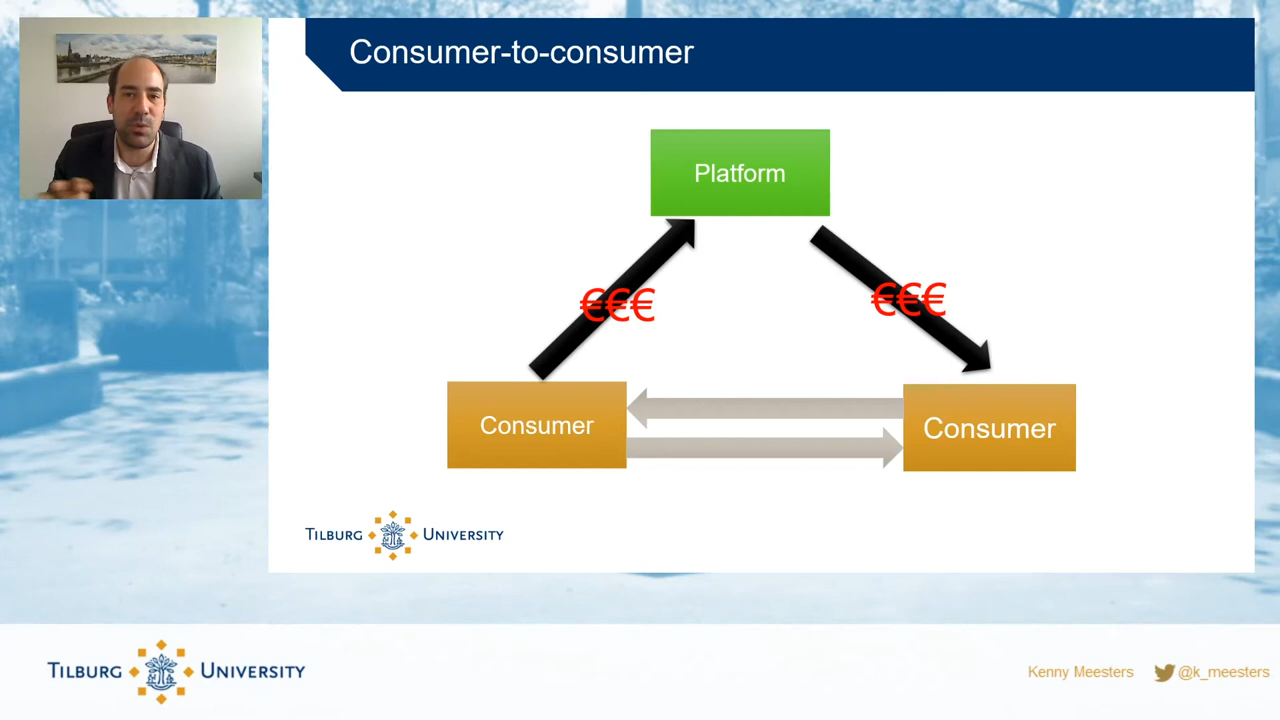 Consumer-to-consumer
Platform
€€€
€€€
Consumer
Consumer
TILBURG UNIVERSITY
TILBURG UNIVERSITY
Kenny Meesters
@k_meesters